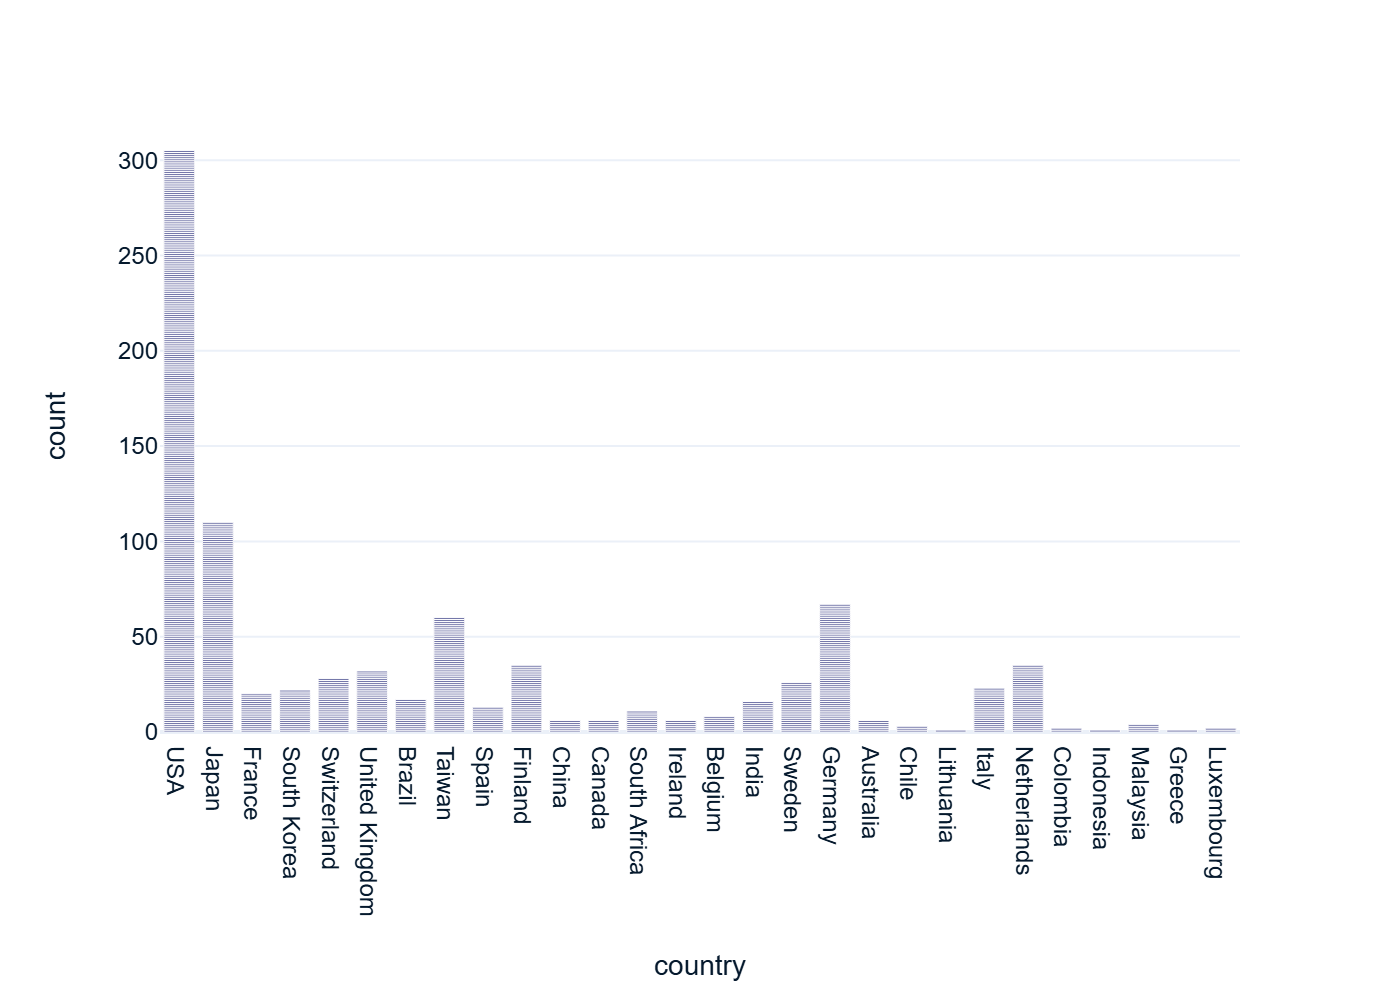 300
250
200
150
100
50
0
count
USA
Japan
France
South Korea
Switzerland
United Kingdom
Brazil
Taiwan
Spain
Finland
China
Canada
South Africa
Ireland
Belgium
India
Sweden
Germany
Australia
Chile
Lithuania
Italy
Netherlands
Colombia
Indonesia
Malaysia
Greece
Luxembourg
country